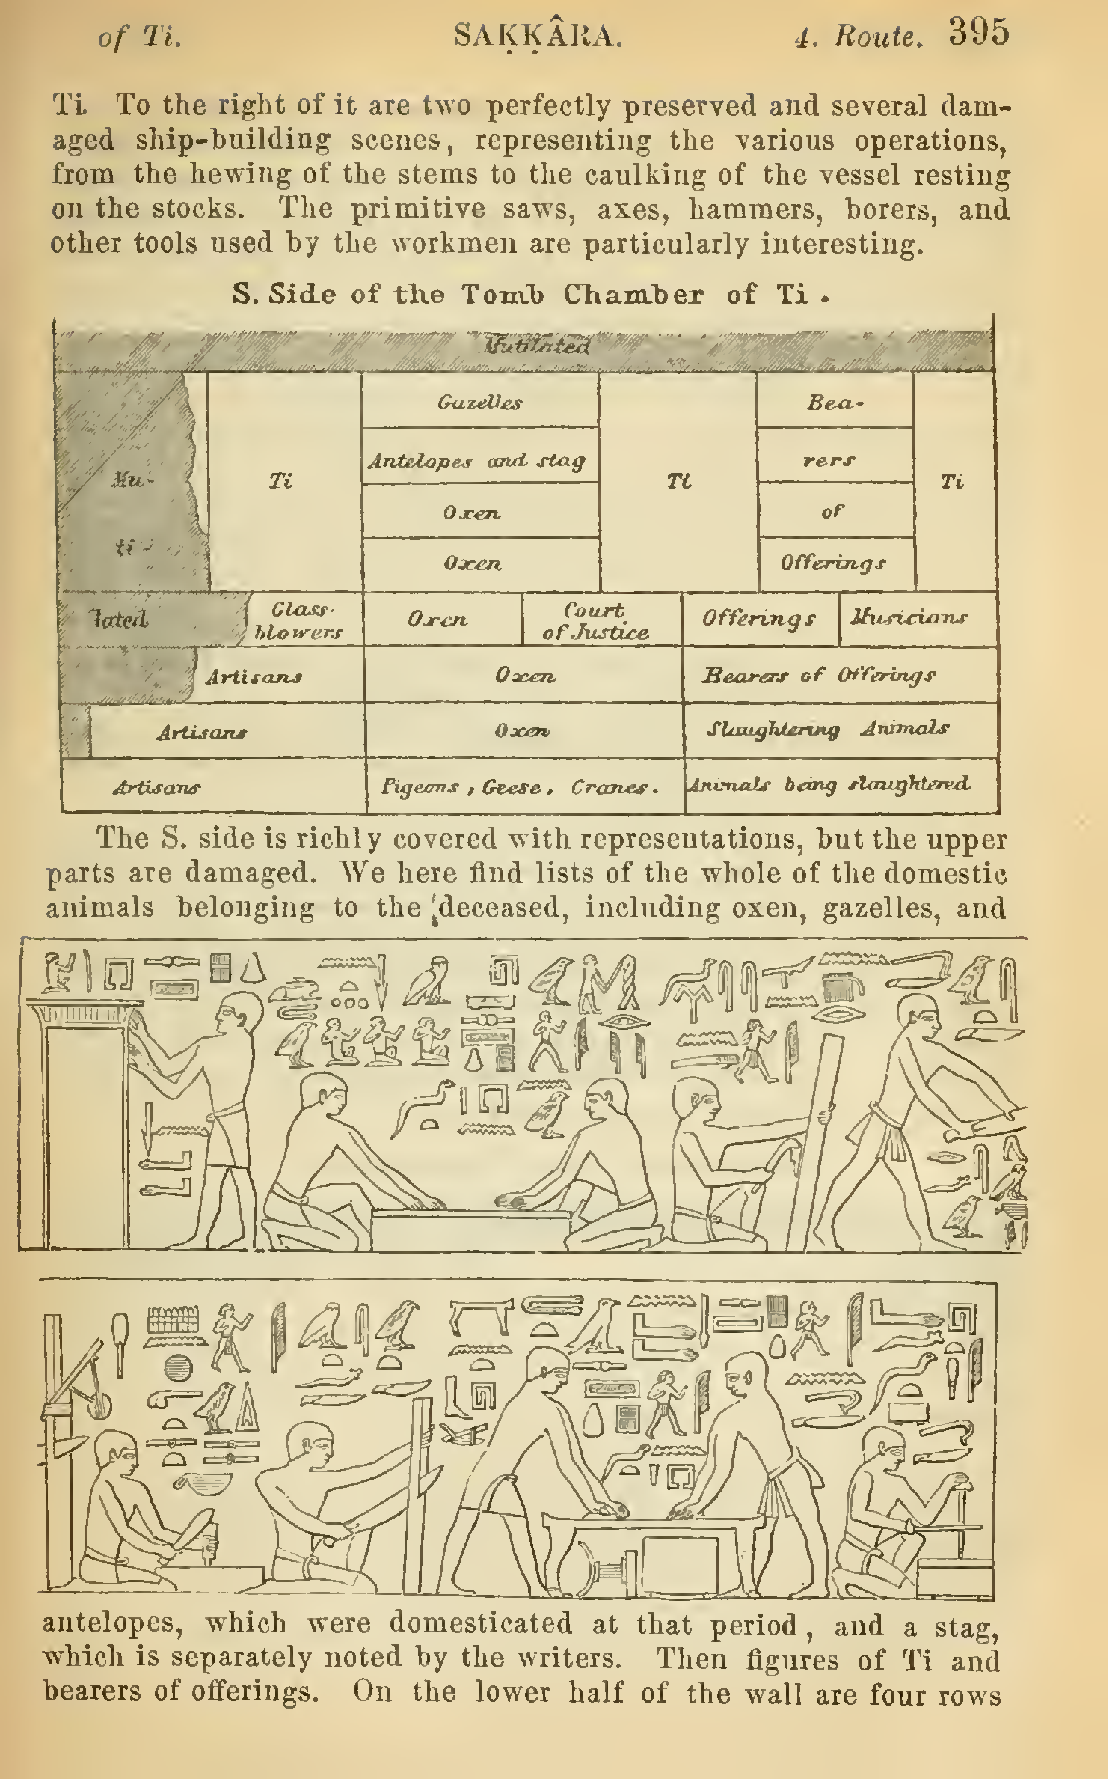 of Ti. SAḲḲÂRA. 4. Route. 395
Ti. To the right of it are two perfectly preserved and several dam-
aged ship-building scenes, representing the various operations,
from the hewing of the stems to the caulking of the vessel resting
on the stocks. The primitive saws, axes, hammers, borers, and
other tools used by the workmen are particularly interesting.
S. Side of the Tomb Chamber of Ti.
Mutilated
Gazelles Bea-
Antelopes and stag rers
Mu- Ti Ti Ti
Oxen of
ti-
Oxen Offerings
lated Glass- Oxen Court Offerings Musicians
blowers of Justice
Artisans Oxen Bearers of Offerings
Artisans Oxen Slaughtering Animals
Artisans Pigeons, Geese, Cranes. Animals being slaughtered
The S. side is richly covered with representations, but the upper
parts are damaged. We here find lists of the whole of the domestic
animals belonging to the deceased, including oxen, gazelles, and
antelopes, which were domesticated at that period, and a stag,
which is separately noted by the writers. Then figures of Ti and
bearers of offerings. On the lower half of the wall are four rows